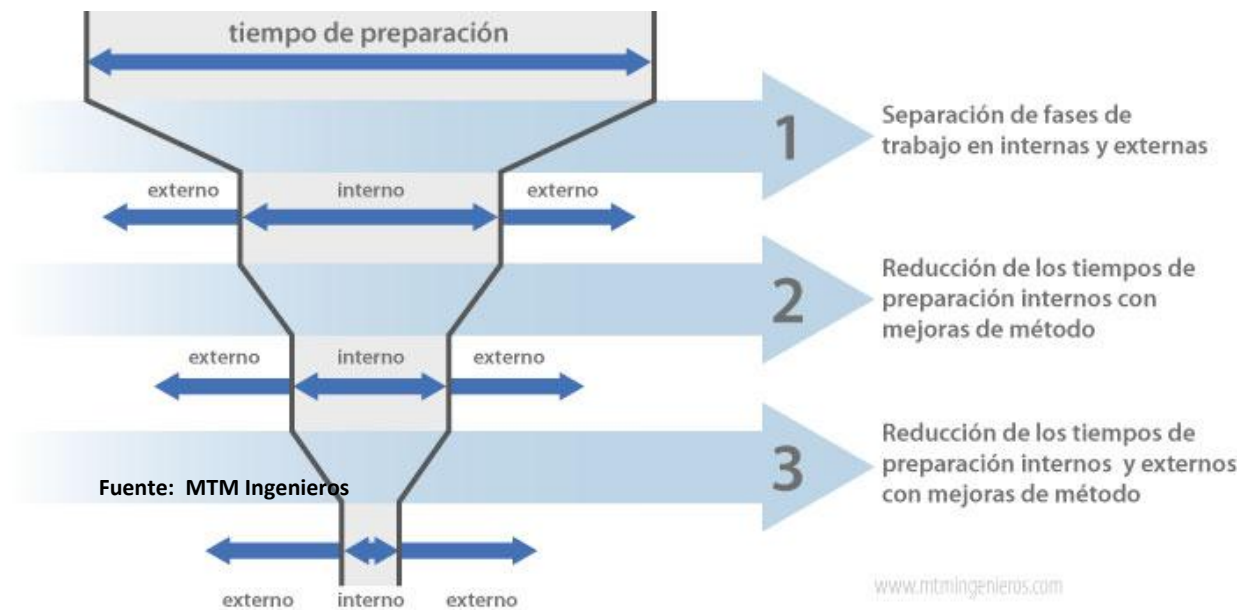 tiempo de preparación
1
Separación de fases de
trabajo en internas y externas
externo interno externo
2
Reducción de los tiempos de
preparación internos con
mejoras de método
externo interno externo
3
Reducción de los tiempos de
preparación internos y externos
con mejoras de método
Fuente: MTM Ingenieros
externo interno externo
www.mtmingenieros.com